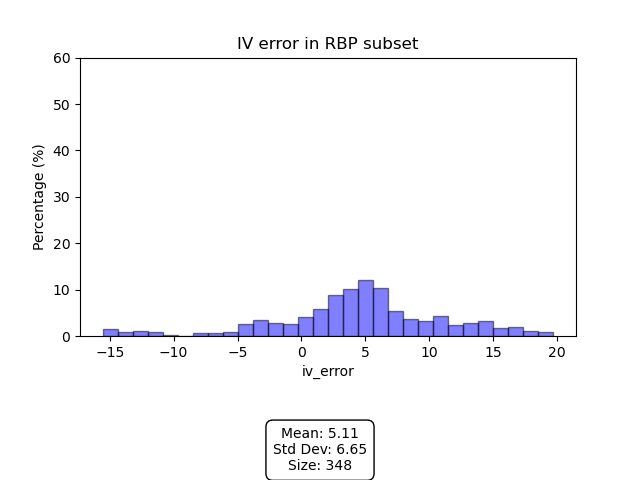 IV error in RBP subset
60
50
40
30
20
10
0
Percentage (%)
−15 −10 −5 0 5 10 15 20
iv_error
Mean: 5.11
Std Dev: 6.65
Size: 348